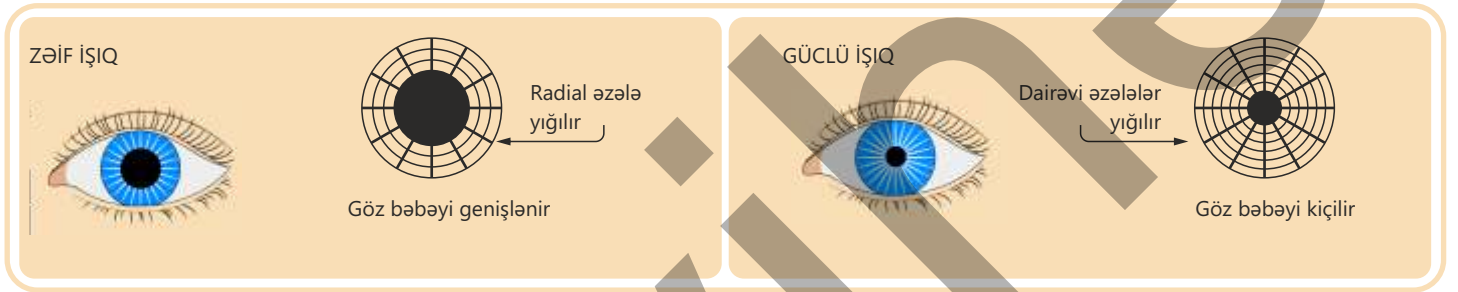 ZƏİF İŞIQ
Radial əzələ
yığılır
Göz bəbəyi genişlənir
GÜCLÜ İŞIQ
Dairəvi əzələlər
yığılır
Göz bəbəyi kiçilir